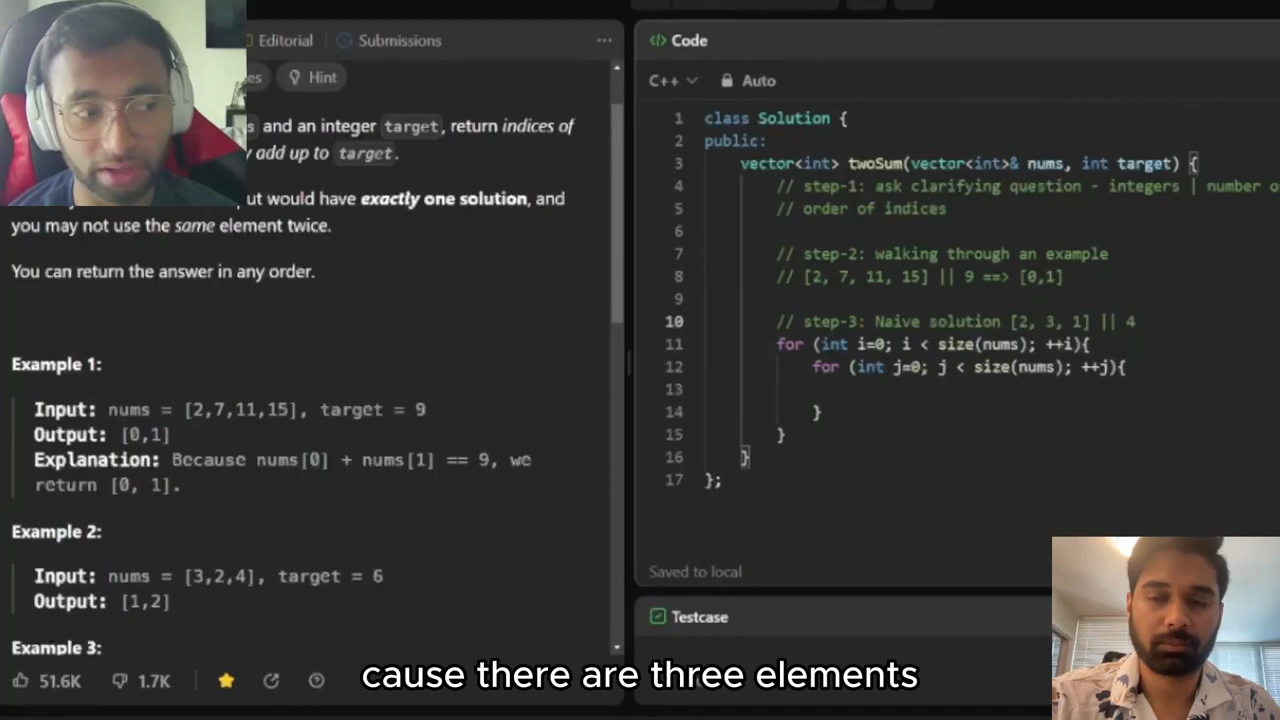 Editorial
Submissions
...
es
Hint
s and an integer target, return indices of
y add up to target.
ut would have exactly one solution, and
you may not use the same element twice.
You can return the answer in any order.
Example 1:
Input: nums = [2,7,11,15], target = 9
Output: [0,1]
Explanation: Because nums[0] + nums[1] == 9, we
return [0, 1].
Example 2:
Input: nums = [3,2,4], target = 6
Output: [1,2]
Example 3:
51.6K
1.7K
</> Code
C++
Auto
1 class Solution {
2 public:
3 vector<int> twoSum(vector<int>& nums, int target) {
4 // step-1: ask clarifying question - integers | number o
5 // order of indices
6
7 // step-2: walking through an example
8 // [2, 7, 11, 15] || 9 ==> [0,1]
9
10 // step-3: Naive solution [2, 3, 1] || 4
11 for (int i=0; i < size(nums); ++i){
12 for (int j=0; j < size(nums); ++j){
13
14 }
15 }
16 }
17 };
Saved to local
Testcase
cause there are three elements